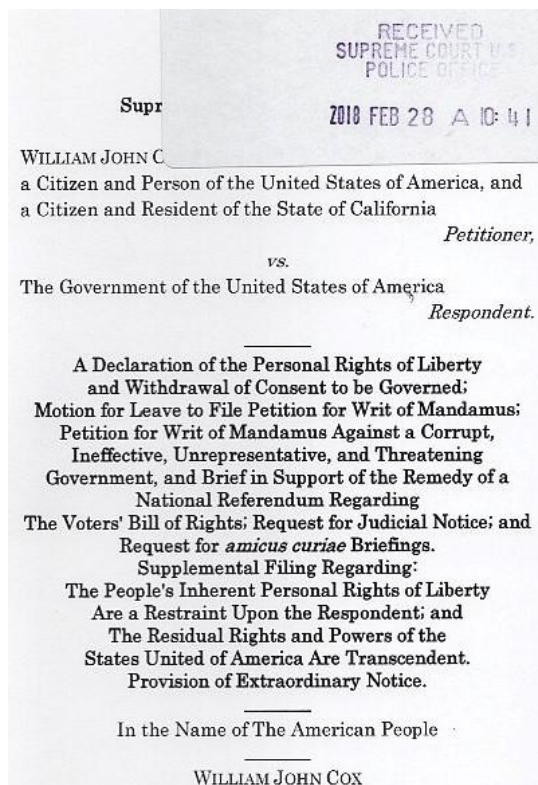 RECEIVED
SUPREME COURT U.S
POLICE OFFICE
2018 FEB 28 A 10:41
Supr
WILLIAM JOHN C
a Citizen and Person of the United States of America, and
a Citizen and Resident of the State of California
Petitioner,
vs.
The Government of the United States of America
Respondent.
A Declaration of the Personal Rights of Liberty
and Withdrawal of Consent to be Governed;
Motion for Leave to File Petition for Writ of Mandamus;
Petition for Writ of Mandamus Against a Corrupt,
Ineffective, Unrepresentative, and Threatening
Government, and Brief in Support of the Remedy of a
National Referendum Regarding
The Voters' Bill of Rights; Request for Judicial Notice; and
Request for amicus curiae Briefings.
Supplemental Filing Regarding:
The People's Inherent Personal Rights of Liberty
Are a Restraint Upon the Respondent; and
The Residual Rights and Powers of the
States United of America Are Transcendent.
Provision of Extraordinary Notice.
In the Name of The American People
WILLIAM JOHN COX